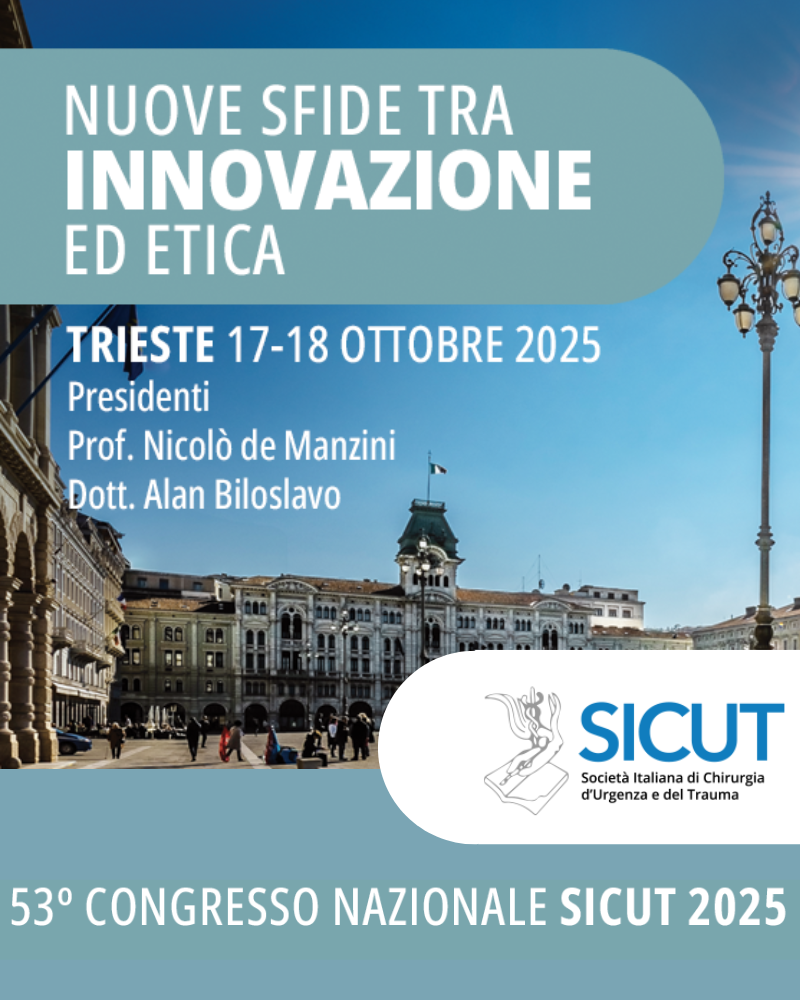 NUOVE SFIDE TRA
INNOVAZIONE
ED ETICA
TRIESTE 17-18 OTTOBRE 2025
Presidenti
Prof. Nicolò de Manzini
Dott. Alan Biloslavo
SICUT
Società Italiana di Chirurgia
d'Urgenza e del Trauma
53º CONGRESSO NAZIONALE SICUT 2025